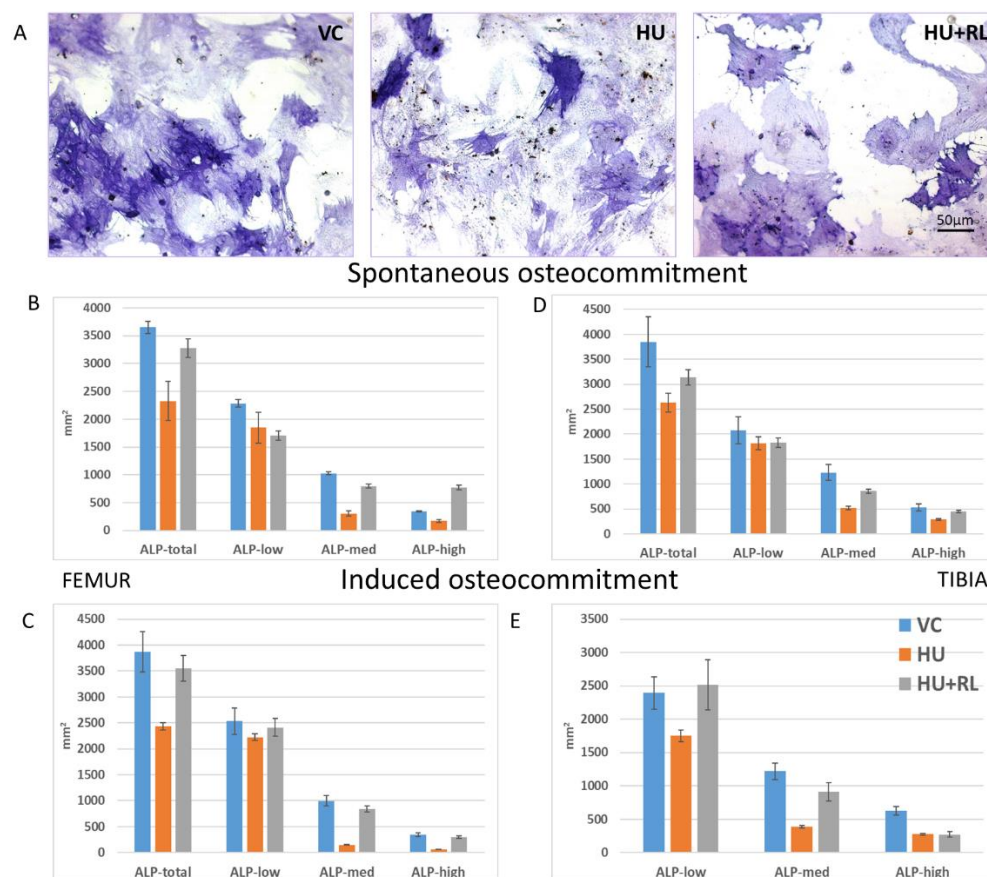 A
VC
HU
HU+RL
50µm
Spontaneous osteocommitment
B
4000
3500
3000
2500
2000
1500
1000
500
0
mm²
ALP-total ALP-low ALP-med ALP-high
D
4500
4000
3500
3000
2500
2000
1500
1000
500
0
mm²
ALP-total ALP-low ALP-med ALP-high
FEMUR
Induced osteocommitment
TIBIA
C
4500
4000
3500
3000
2500
2000
1500
1000
500
0
mm²
ALP-total ALP-low ALP-med ALP-high
E
3500
3000
2500
2000
1500
1000
500
0
mm²
VC
HU
HU+RL
ALP-low ALP-med ALP-high